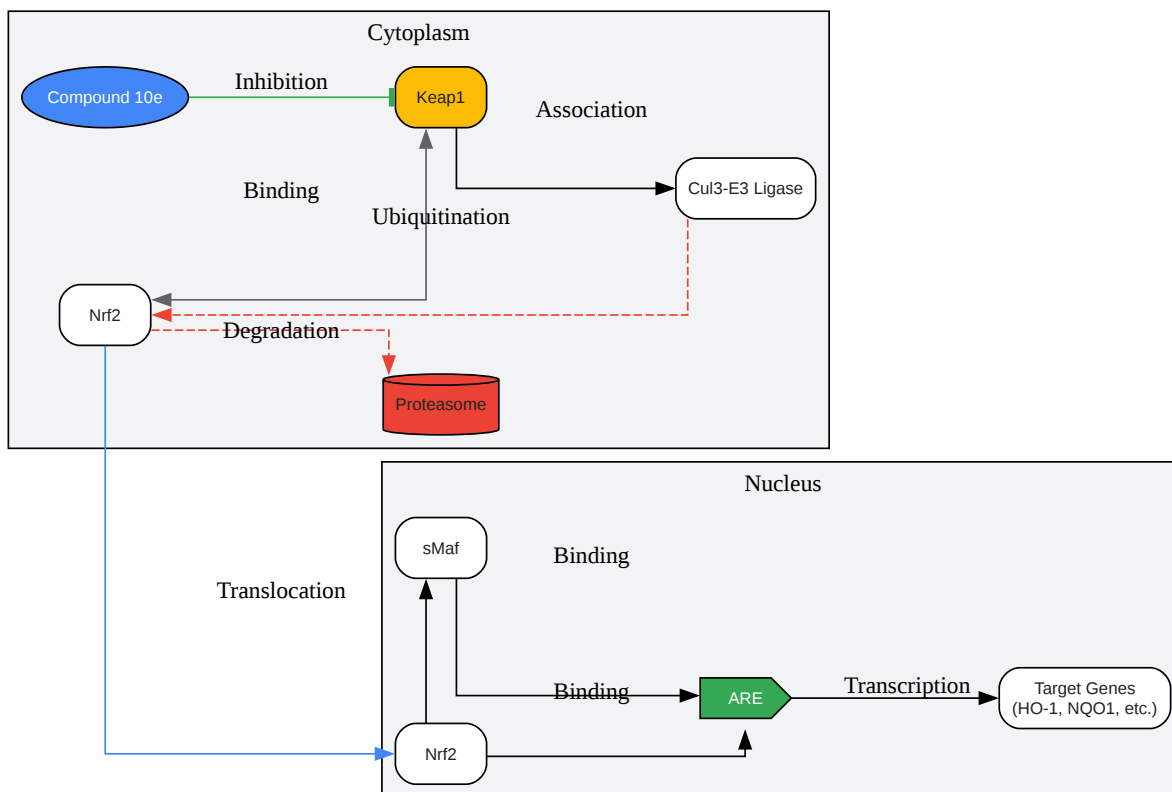 Cytoplasm
Inhibition
Compound 10e
Keap1
Association
Cul3-E3 Ligase
Binding
Ubiquitination
Nrf2
Degradation
Proteasome
Nucleus
sMaf
Binding
Translocation
Binding
ARE
Transcription
Target Genes
(HO-1, NQO1, etc.)
Nrf2